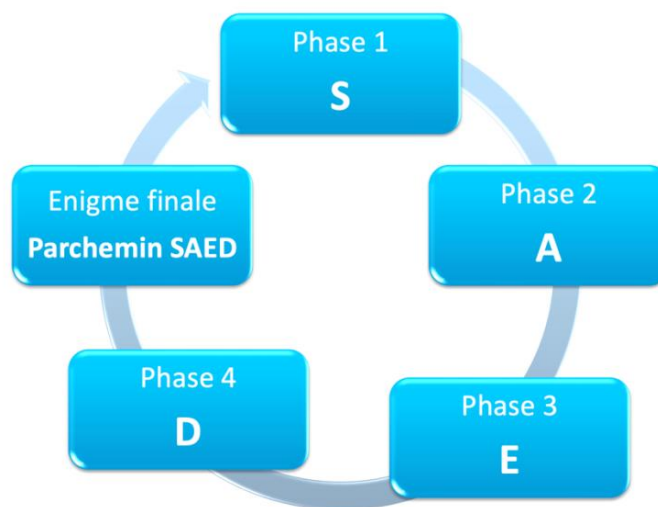 Phase 1
S
Phase 2
A
Phase 3
E
Phase 4
D
Enigme finale
Parchemin SAED